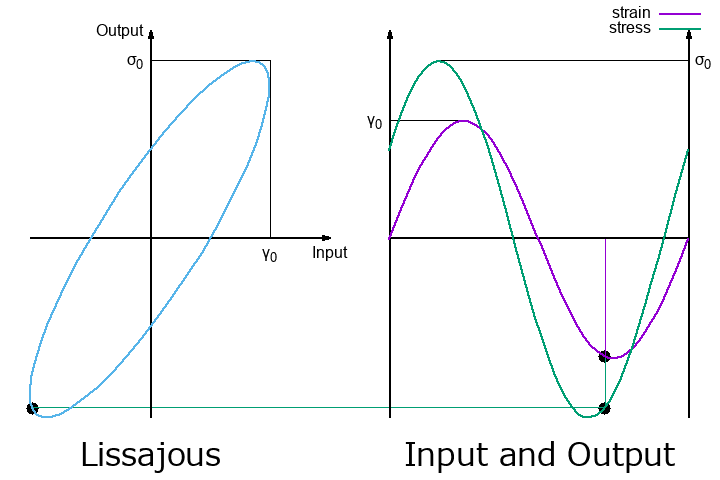 strain
stress
Output
σ0
σ0
γ0
γ0
Input
Lissajous
Input and Output